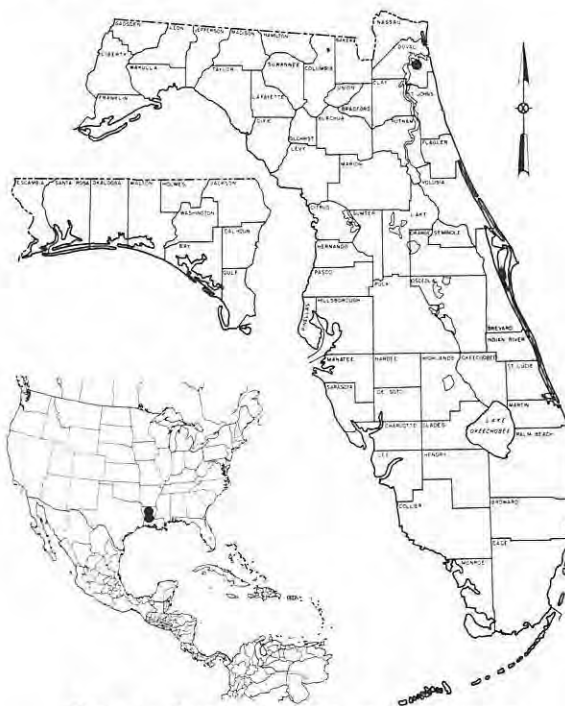 NASSAU
GADSDEN
LEON
JEFFERSON
MADISON
HAMILTON
BAKER
DUVAL
LIBERTY
WAKULLA
TAYLOR
SUWANNEE
COLUMBIA
UNION
CLAY
ST. JOHNS
FRANKLIN
LAFAYETTE
BRADFORD
DIXIE
ALACHUA
PUTNAM
GILCHRIST
LEVY
FLAGLER
MARION
VOLUSIA
ESCAMBIA
SANTA ROSA
OKALOOSA
WALTON
HOLMES
JACKSON
WASHINGTON
BAY
CALHOUN
GULF
CITRUS
SUMTER
LAKE
ORANGE
SEMINOLE
HERNANDO
PASCO
POLK
OSCEOLA
HILLSBOROUGH
PINELLAS
BREVARD
INDIAN RIVER
MANATEE
HARDEE
HIGHLANDS
OKEECHOBEE
ST. LUCIE
SARASOTA
DE SOTO
MARTIN
CHARLOTTE
GLADES
LAKE
OKEECHOBEE
PALM BEACH
LEE
HENDRY
COLLIER
BROWARD
DADE
MONROE